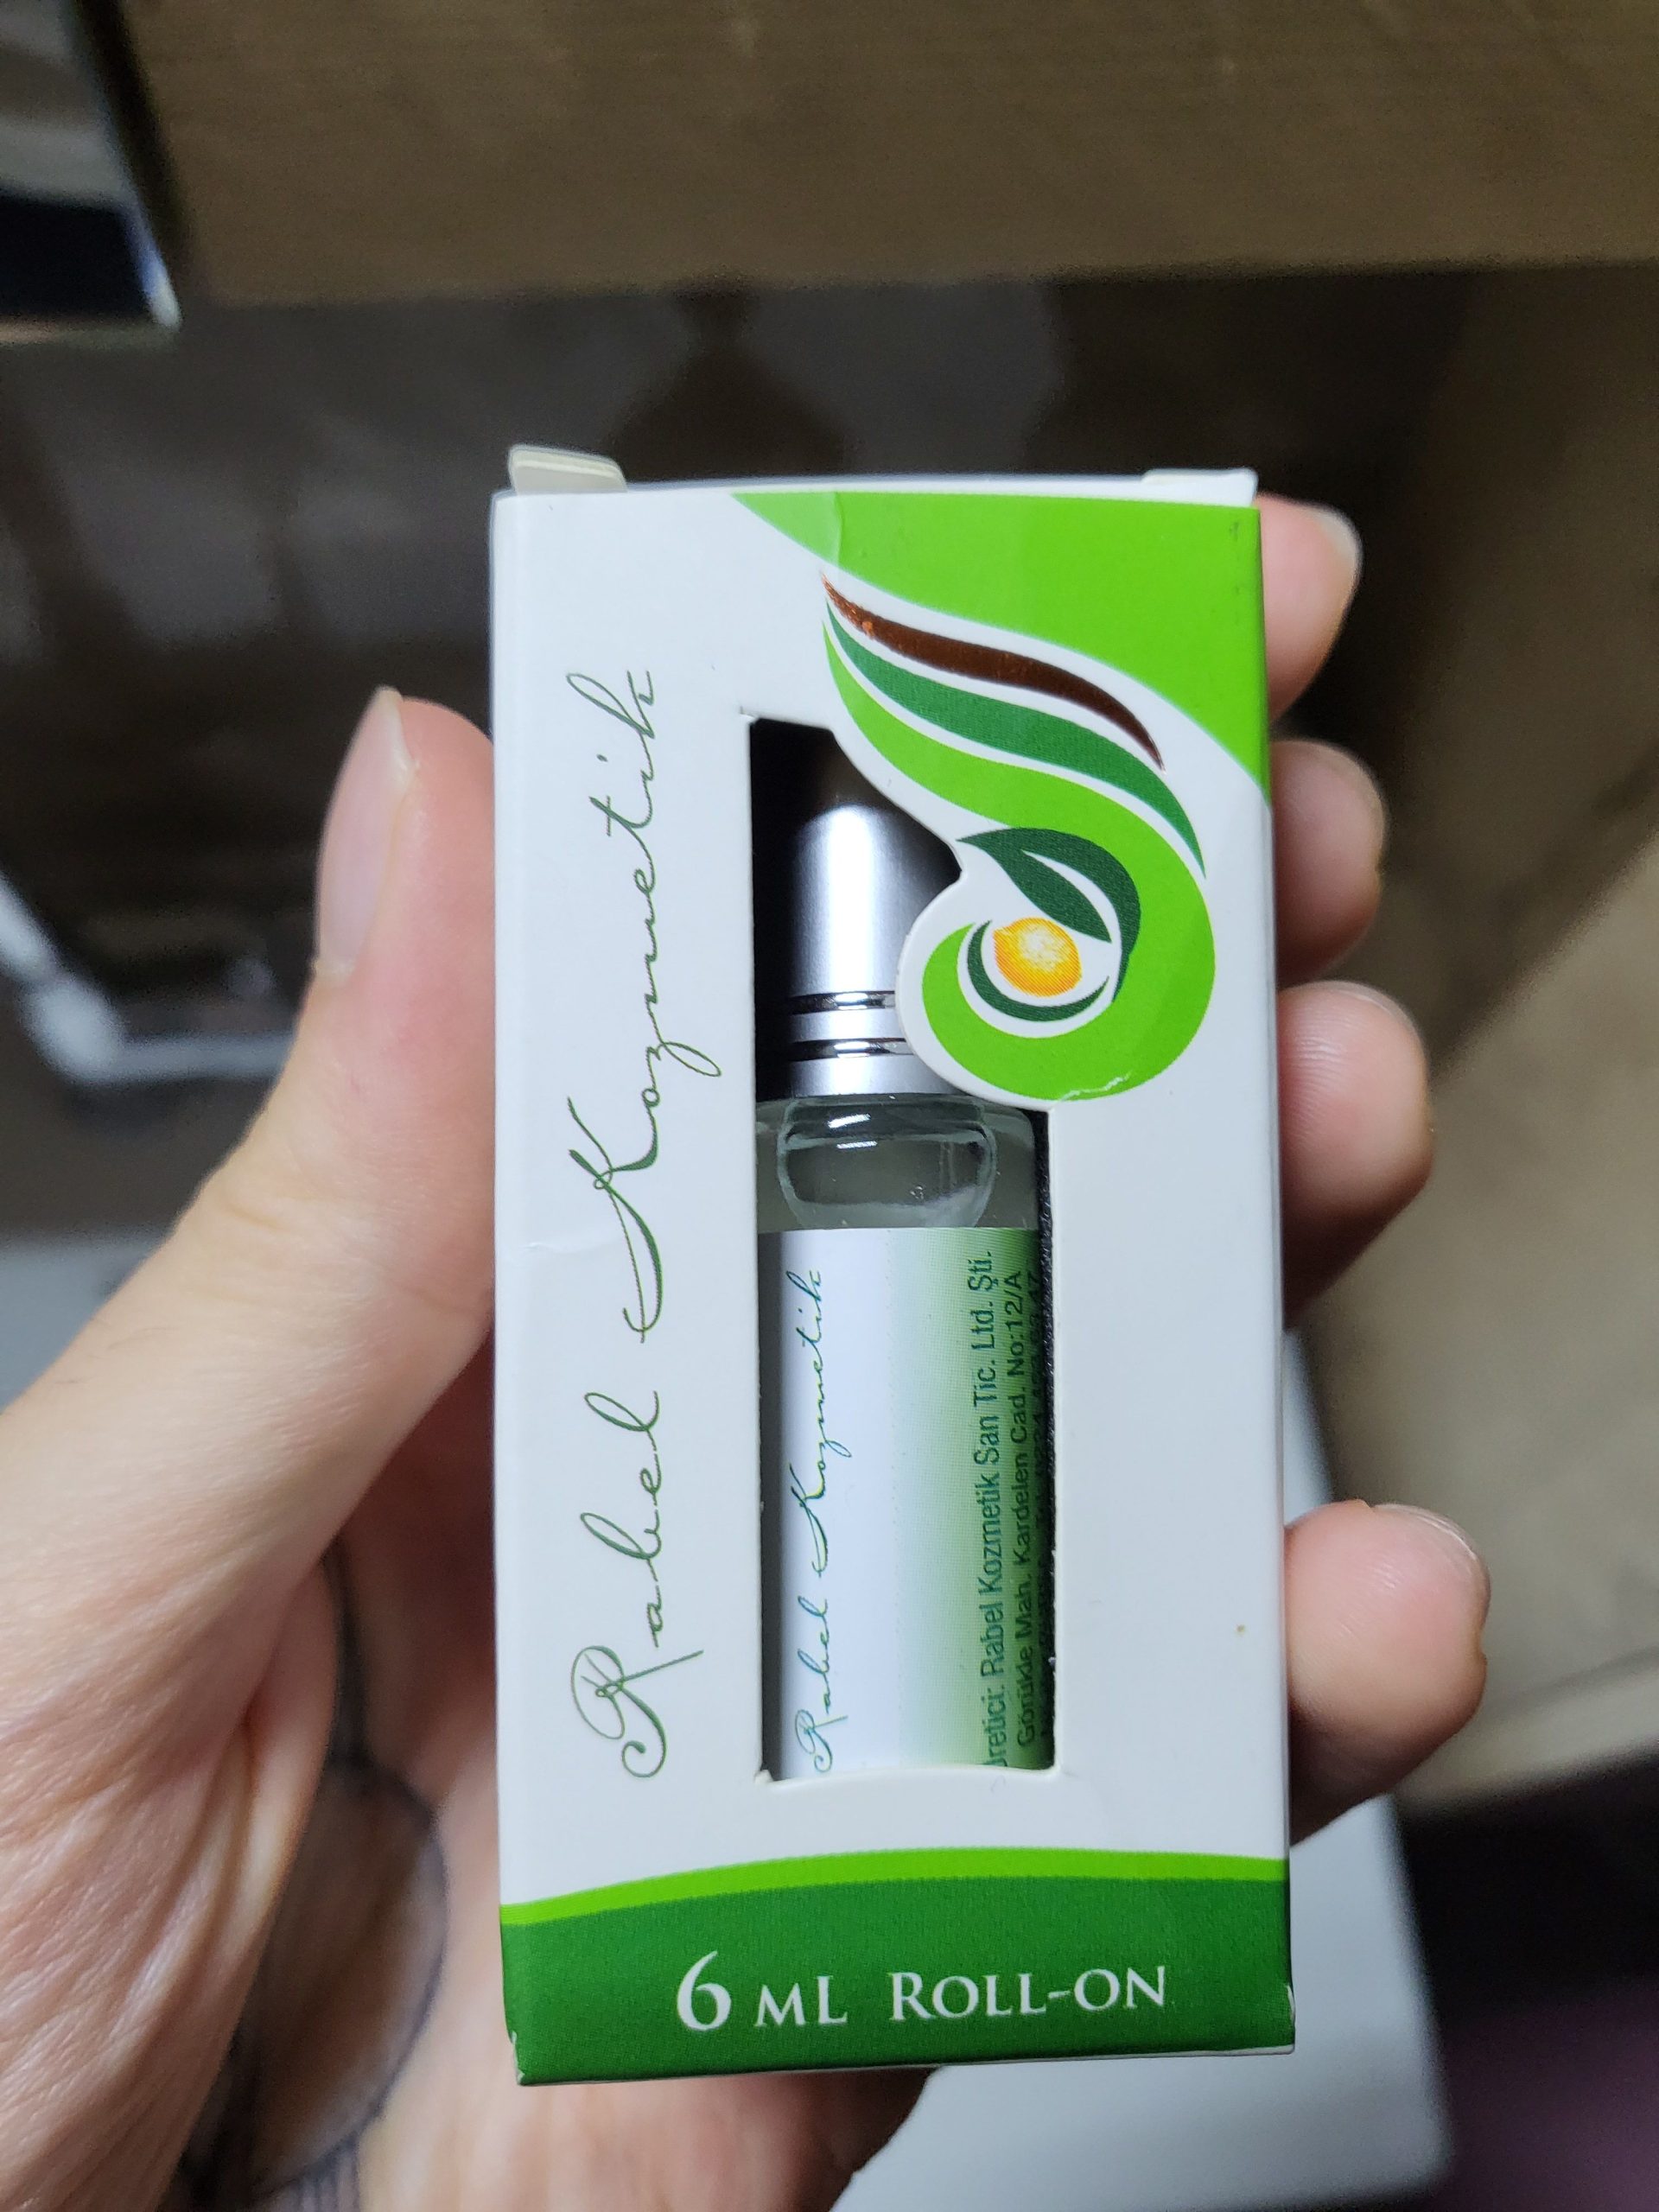 Rabel Kozmetik
Rabel Kozmetik
Üretici: Rabel Kozmetik San Tic. Ltd. Şti.
Görükle Mah. Kardelen Cad. No:12/A
6 ML ROLL-ON